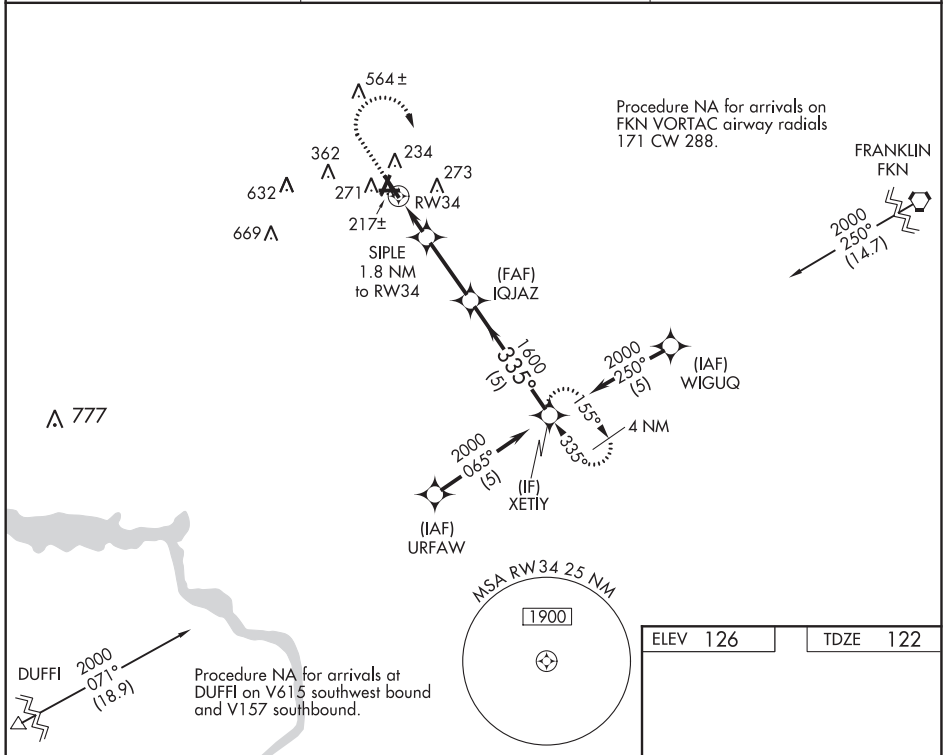 564 ±
Procedure NA for arrivals on
FKN VORTAC airway radials
171 CW 288.
FRANKLIN
FKN
362
234
632
271
273
RW34
217±
669
SIPLE
1.8 NM
to RW34
(FAF)
IQJAZ
2000
250°
(14.7)
1600
335°
(5)
2000
250°
(5)
(IAF)
WIGUQ
777
155°
335°
4 NM
2000
065°
(5)
(IF)
XETIY
(IAF)
URFAW
MSA RW34 25 NM
1900
ELEV 126
TDZE 122
DUFFI
2000
071°
(18.9)
Procedure NA for arrivals at
DUFFI on V615 southwest bound
and V157 southbound.